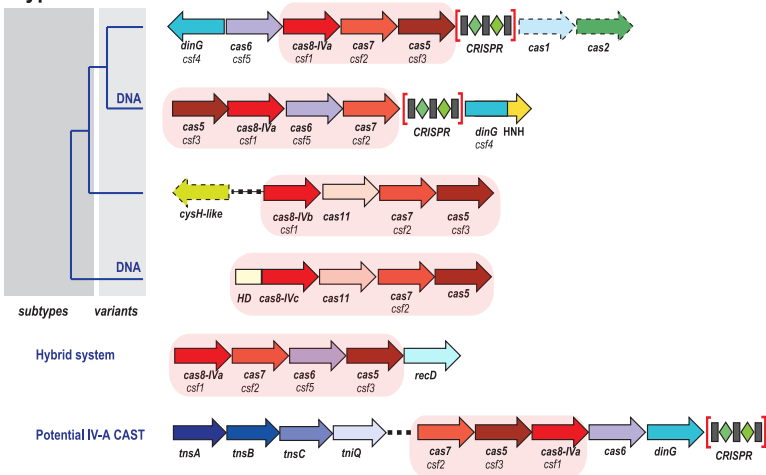 dinG cas6 cas8-IVa cas7 cas5 CRISPR cas1 cas2
csf4 csf5 csf1 csf2 csf3
DNA
cas5 cas8-IVa cas6 cas7 CRISPR dinG HNH
csf3 csf1 csf5 csf2 csf4
cysH-like cas8-IVb cas11 cas7 cas5
csf1 csf2 csf3
DNA
HD cas8-IVc cas11 cas7 cas5
csf2
subtypes variants
Hybrid system
cas8-IVa cas7 cas6 cas5 recD
csf1 csf2 csf5 csf3
Potential IV-A CAST
tnsA tnsB tnsC tniQ cas7 cas5 cas8-IVa cas6 dinG CRISPR
csf2 csf3 csf1